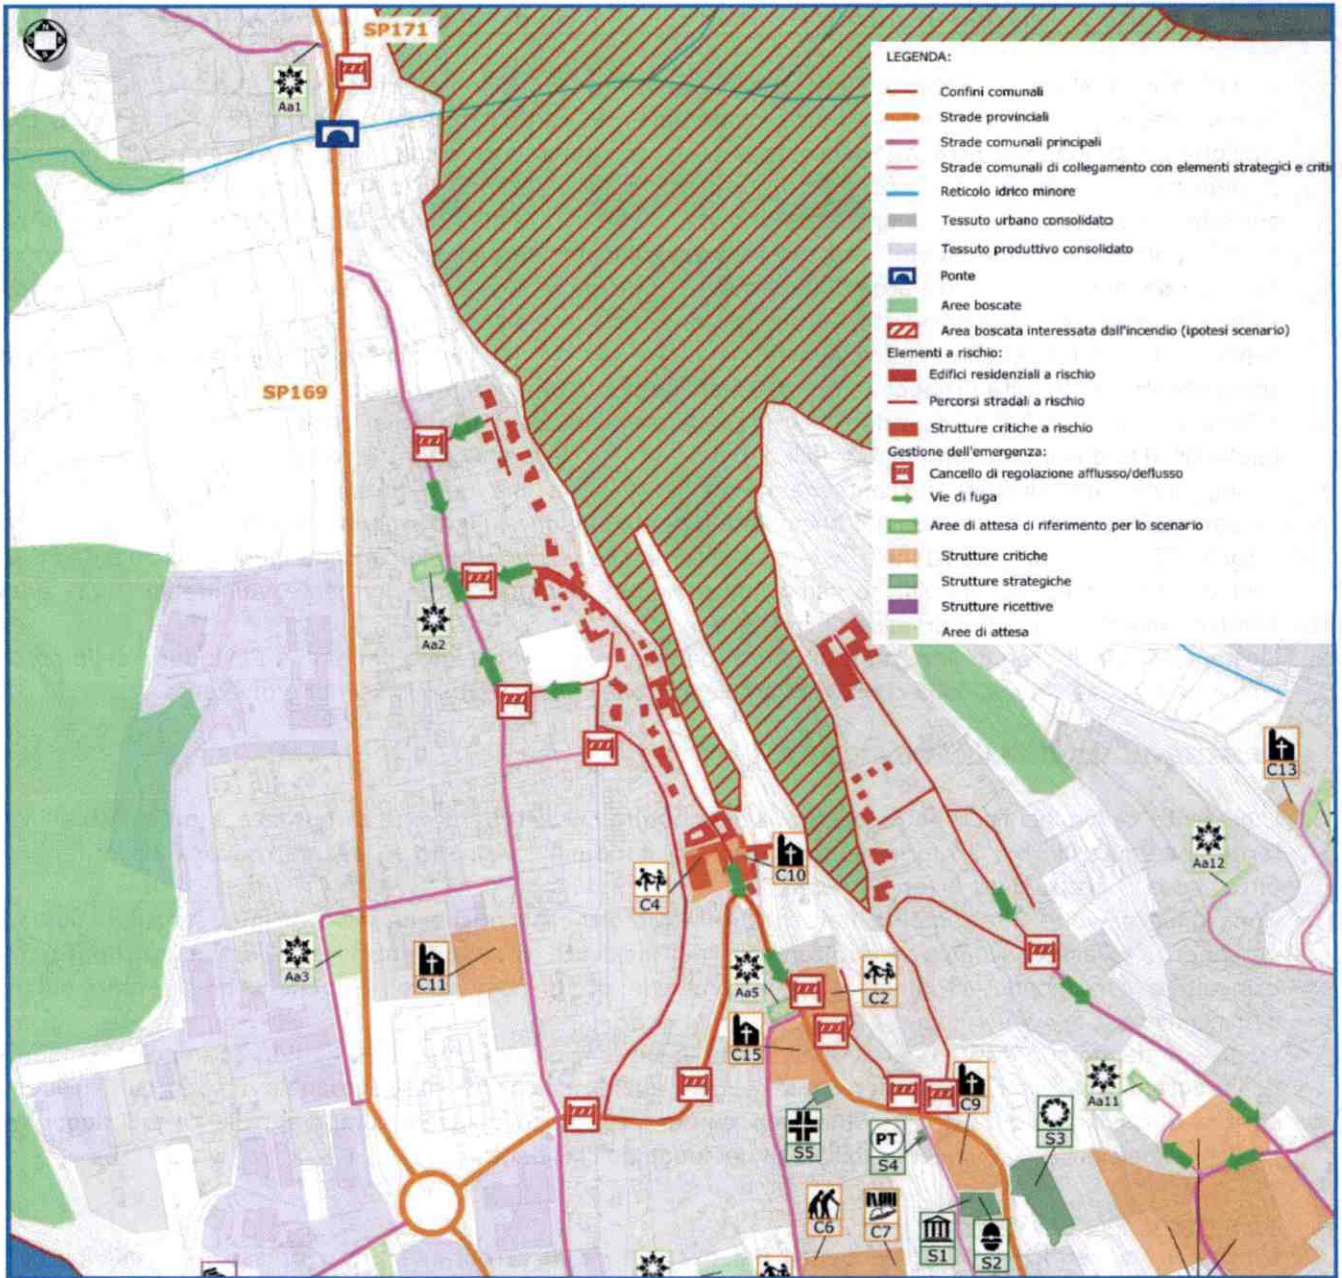 SP171
Aa1
LEGENDA:
Confini comunali
Strade provinciali
Strade comunali principali
Strade comunali di collegamento con elementi strategici e criti
Reticolo idrico minore
Tessuto urbano consolidato
Tessuto produttivo consolidato
Ponte
Aree boscate
Area boscata interessata dall'incendio (ipotesi scenario)
Elementi a rischio:
Edifici residenziali a rischio
Percorsi stradali a rischio
Strutture critiche a rischio
Gestione dell'emergenza:
Cancello di regolazione afflusso/deflusso
Vie di fuga
Aree di attesa di riferimento per lo scenario
Strutture critiche
Strutture strategiche
Strutture ricettive
Aree di attesa
SP169
Aa2
C13
Aa12
C10
C4
Aa3
C11
Aa5
C2
C15
C9
Aa11
S5
PT
S4
S3
C6
C7
S1
S2